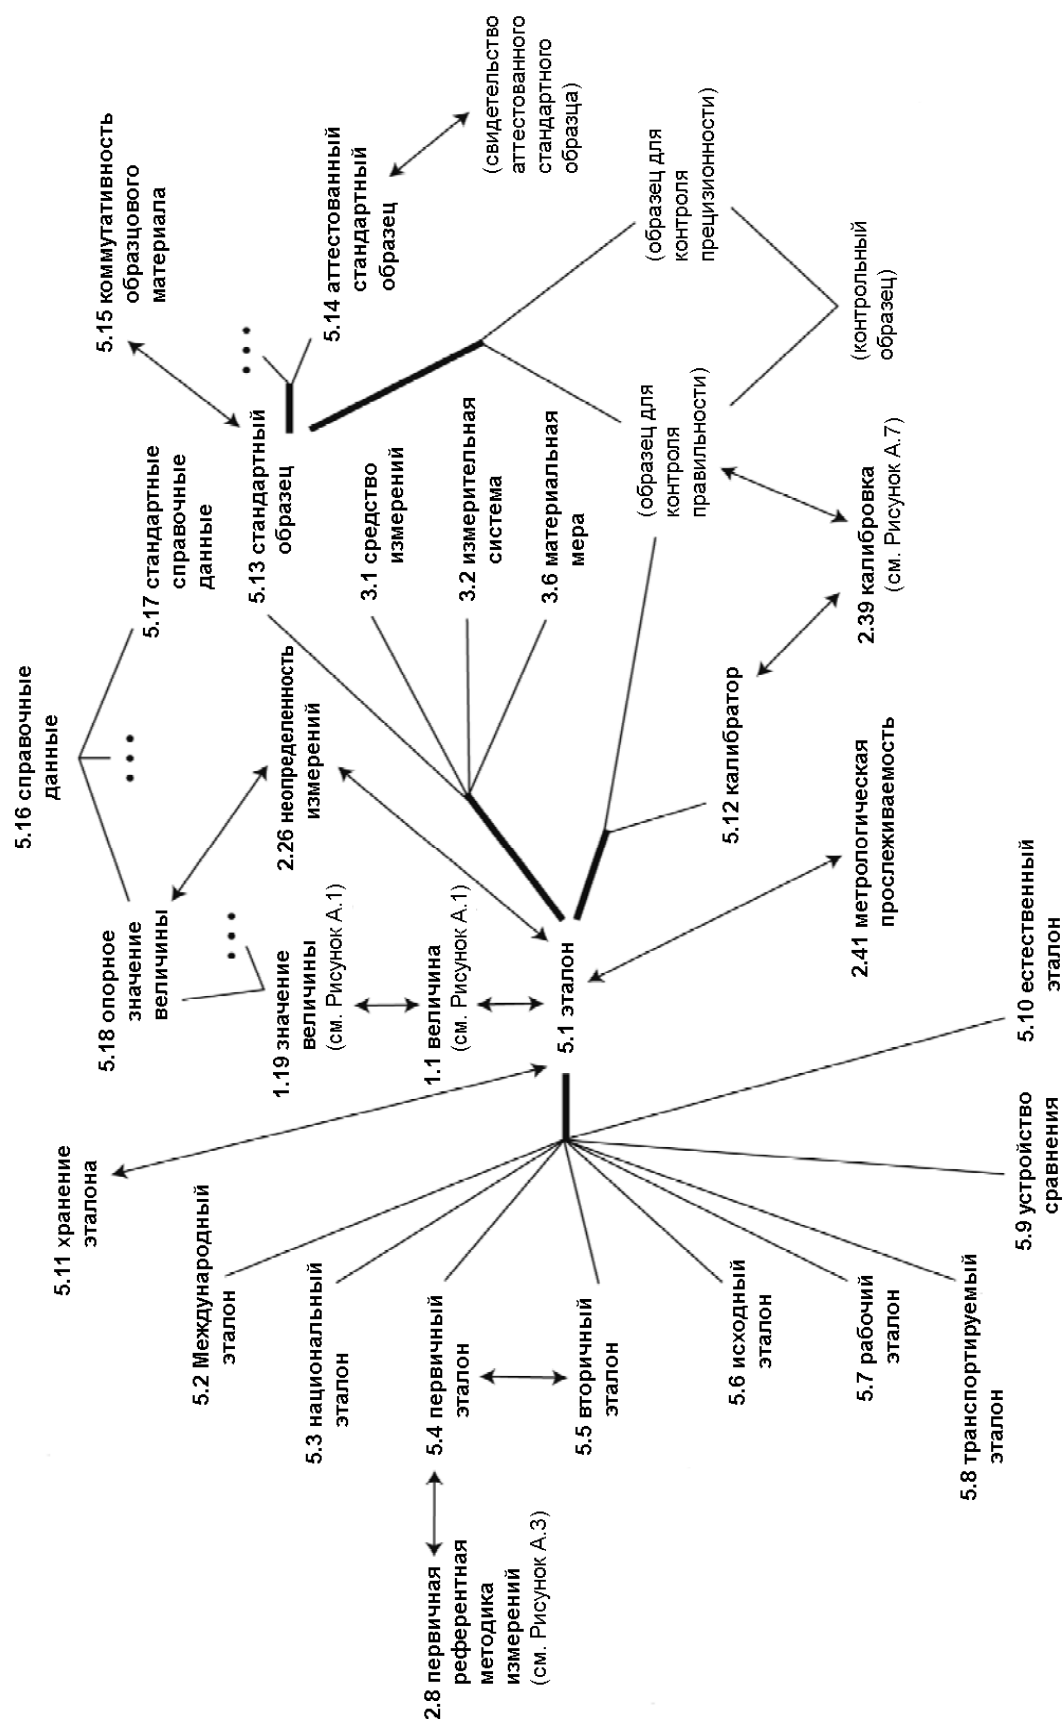 2.8 первичная
референтная
методика
измерений
(см. Рисунок А.3)
5.2 Международный
эталон
5.3 национальный
эталон
5.4 первичный
эталон
5.5 вторичный
эталон
5.6 исходный
эталон
5.7 рабочий
эталон
5.8 транспортируемый
эталон
5.9 устройство
сравнения
5.10 естественный
эталон
5.11 хранение
эталона
5.18 опорное
значение
величины
1.19 значение
величины
(см. Рисунок А.1)
1.1 величина
(см. Рисунок А.1)
5.1 эталон
2.41 метрологическая
прослеживаемость
5.16 справочные
данные
2.26 неопределенность
измерений
5.12 калибратор
5.17 стандартные
справочные
данные
5.13 стандартный
образец
3.1 средство
измерений
3.2 измерительная
система
3.6 материальная
мера
(образец для
контроля
правильности)
2.39 калибровка
(см. Рисунок А.7)
5.15 коммутативность
образцового
материала
5.14 аттестованный
стандартный
образец
(свидетельство
аттестованного
стандартного
образца)
(образец для
контроля
прецизионности)
(контрольный
образец)